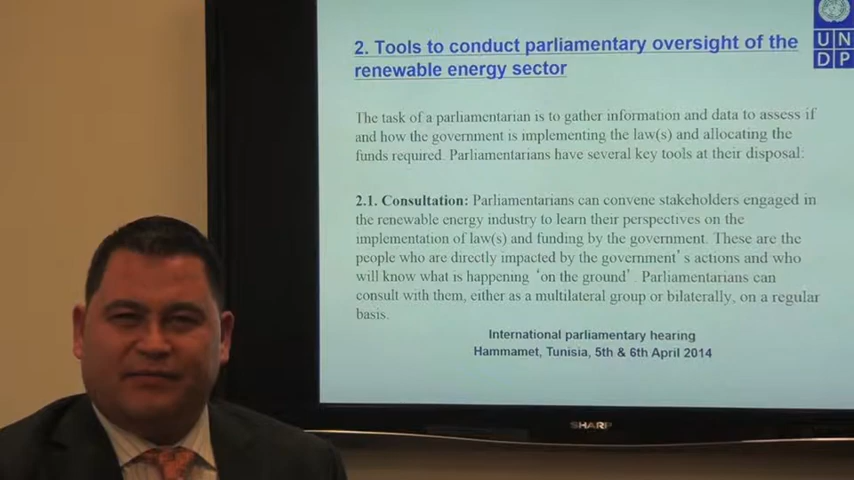 2. Tools to conduct parliamentary oversight of the
renewable energy sector
U N
D P
The task of a parliamentarian is to gather information and data to assess if
and how the government is implementing the law(s) and allocating the
funds required. Parliamentarians have several key tools at their disposal:
2.1. Consultation: Parliamentarians can convene stakeholders engaged in
the renewable energy industry to learn their perspectives on the
implementation of law(s) and funding by the government. These are the
people who are directly impacted by the government's actions and who
will know what is happening 'on the ground'. Parliamentarians can
consult with them, either as a multilateral group or bilaterally, on a regular
basis.
International parliamentary hearing
Hammamet, Tunisia, 5th & 6th April 2014
SHARP